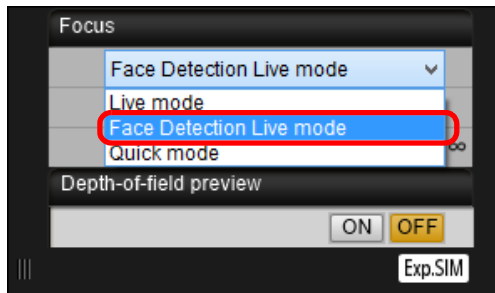 Focus
Face Detection Live mode
Live mode
Face Detection Live mode
Quick mode
∞
Depth-of-field preview
ON OFF
Exp.SIM